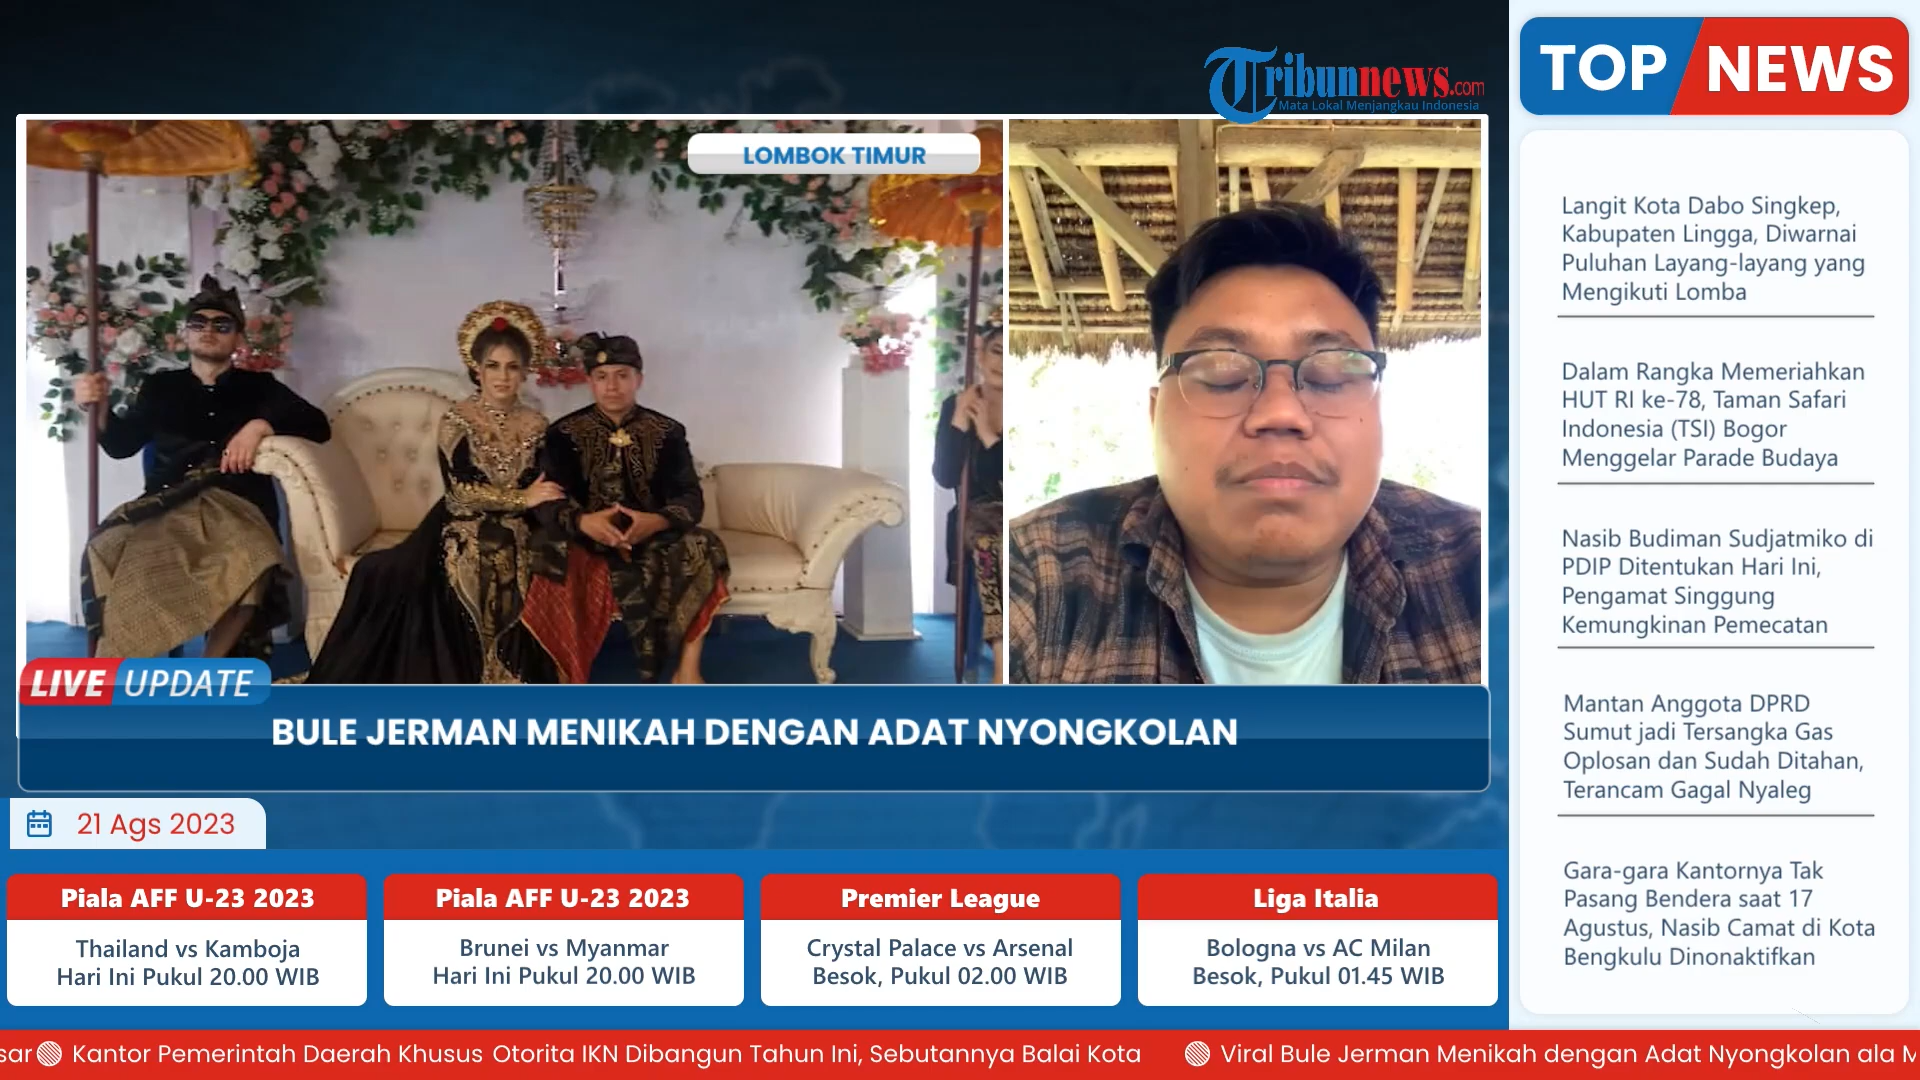 Tribunnews.com
Mata Lokal Menjangkau Indonesia
LOMBOK TIMUR
LIVE UPDATE
BULE JERMAN MENIKAH DENGAN ADAT NYONGKOLAN
21 Ags 2023
Piala AFF U-23 2023
Thailand vs Kamboja
Hari Ini Pukul 20.00 WIB
Piala AFF U-23 2023
Brunei vs Myanmar
Hari Ini Pukul 20.00 WIB
Premier League
Crystal Palace vs Arsenal
Besok, Pukul 02.00 WIB
Liga Italia
Bologna vs AC Milan
Besok, Pukul 01.45 WIB
TOP NEWS
Langit Kota Dabo Singkep,
Kabupaten Lingga, Diwarnai
Puluhan Layang-layang yang
Mengikuti Lomba
Dalam Rangka Memeriahkan
HUT RI ke-78, Taman Safari
Indonesia (TSI) Bogor
Menggelar Parade Budaya
Nasib Budiman Sudjatmiko di
PDIP Ditentukan Hari Ini,
Pengamat Singgung
Kemungkinan Pemecatan
Mantan Anggota DPRD
Sumut jadi Tersangka Gas
Oplosan dan Sudah Ditahan,
Terancam Gagal Nyaleg
Gara-gara Kantornya Tak
Pasang Bendera saat 17
Agustus, Nasib Camat di Kota
Bengkulu Dinonaktifkan
sar Kantor Pemerintah Daerah Khusus Otorita IKN Dibangun Tahun Ini, Sebutannya Balai Kota Viral Bule Jerman Menikah dengan Adat Nyongkolan ala